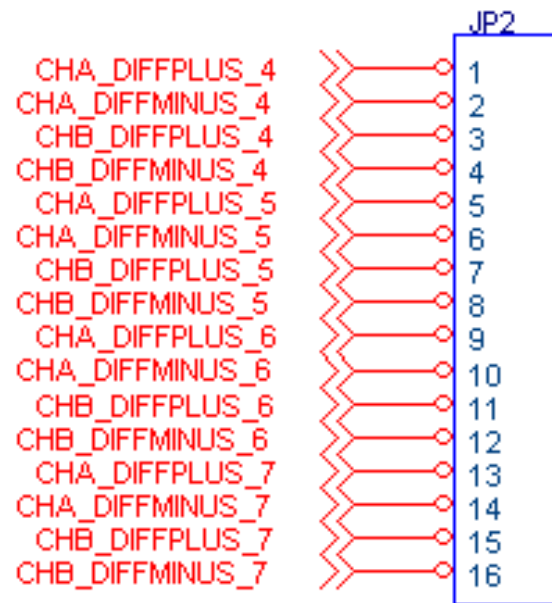 JP2
CHA_DIFFPLUS_4 1
CHA_DIFFMINUS_4 2
CHB_DIFFPLUS_4 3
CHB_DIFFMINUS_4 4
CHA_DIFFPLUS_5 5
CHA_DIFFMINUS_5 6
CHB_DIFFPLUS_5 7
CHB_DIFFMINUS_5 8
CHA_DIFFPLUS_6 9
CHA_DIFFMINUS_6 10
CHB_DIFFPLUS_6 11
CHB_DIFFMINUS_6 12
CHA_DIFFPLUS_7 13
CHA_DIFFMINUS_7 14
CHB_DIFFPLUS_7 15
CHB_DIFFMINUS_7 16